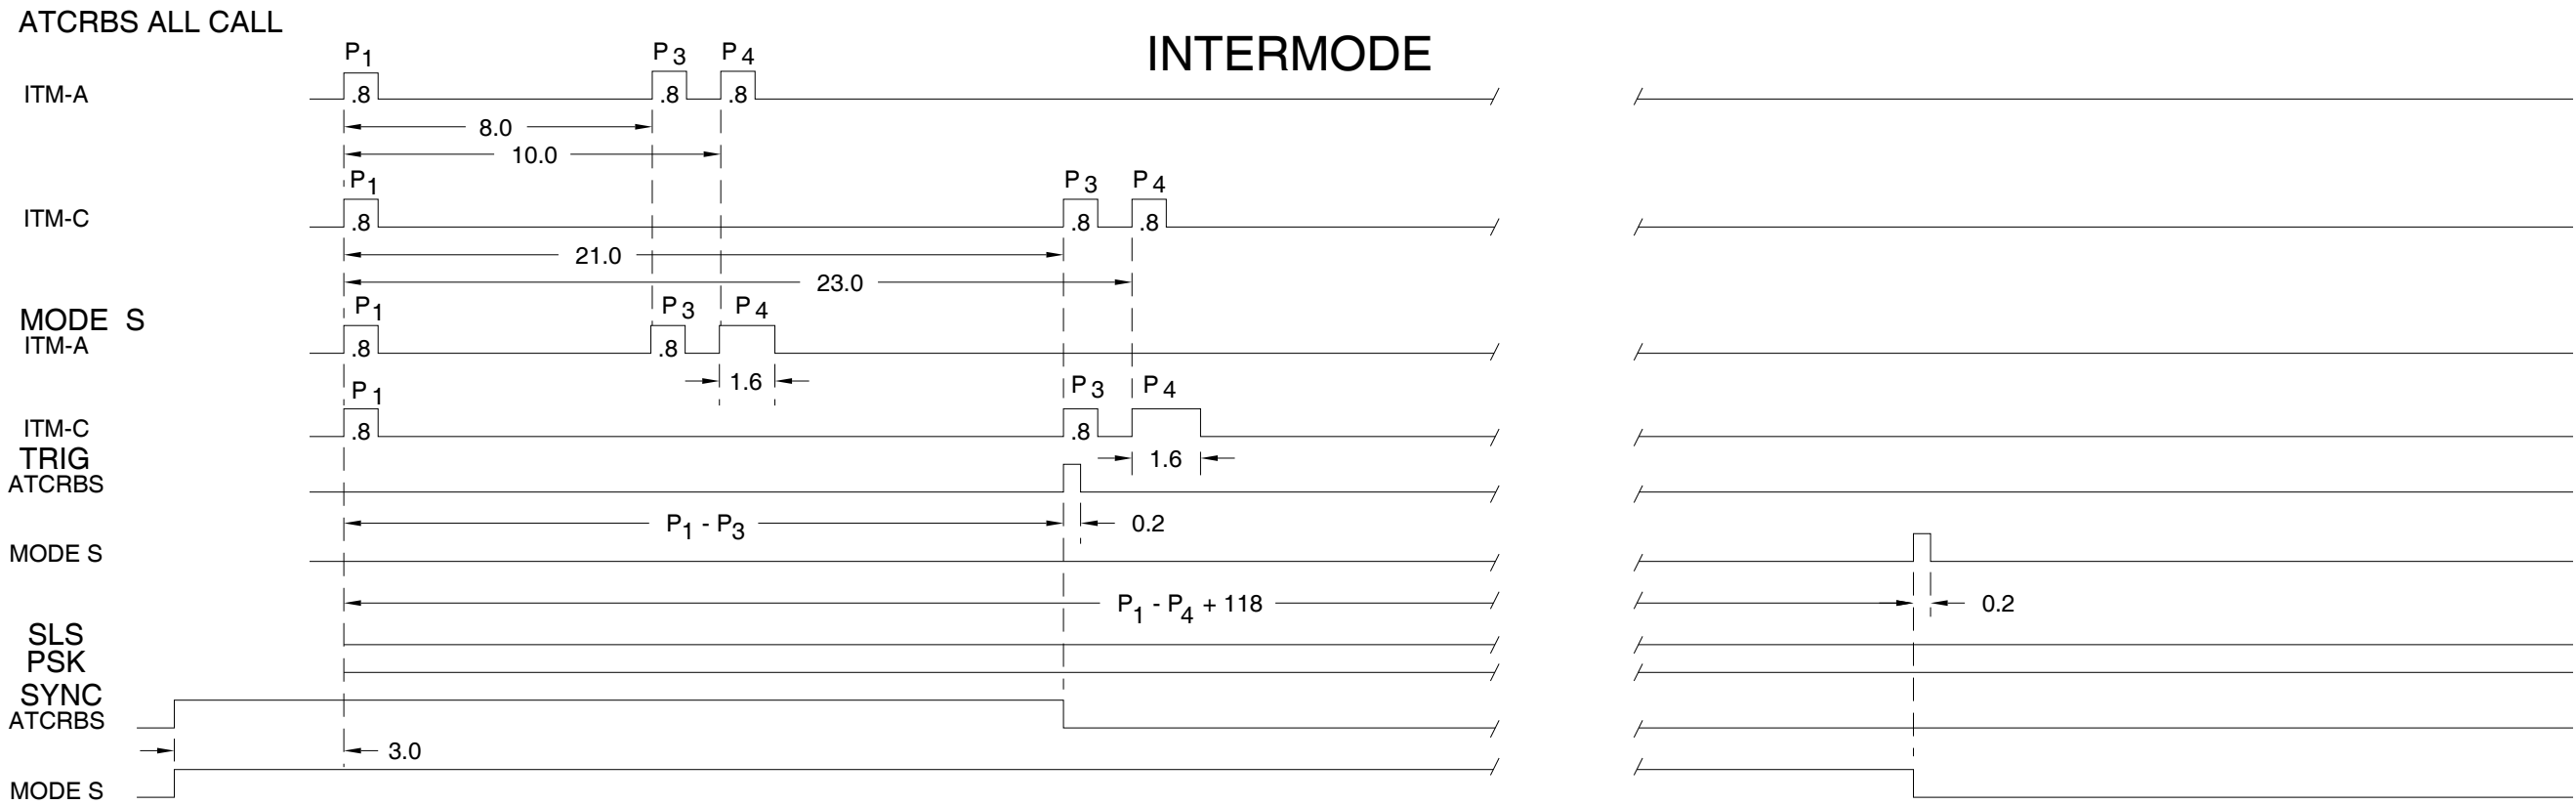 ATCRBS ALL CALL
INTERMODE
P1 P3 P4
ITM-A .8 .8 .8
8.0
10.0
P1 P3 P4
ITM-C .8 .8 .8
21.0
23.0
P1 P3 P4
MODE S
ITM-A .8 .8
1.6
P1 P3 P4
ITM-C .8 .8
TRIG 1.6
ATCRBS
P1 - P3 0.2
MODE S
P1 - P4 + 118 0.2
SLS
PSK
SYNC
ATCRBS
3.0
MODE S